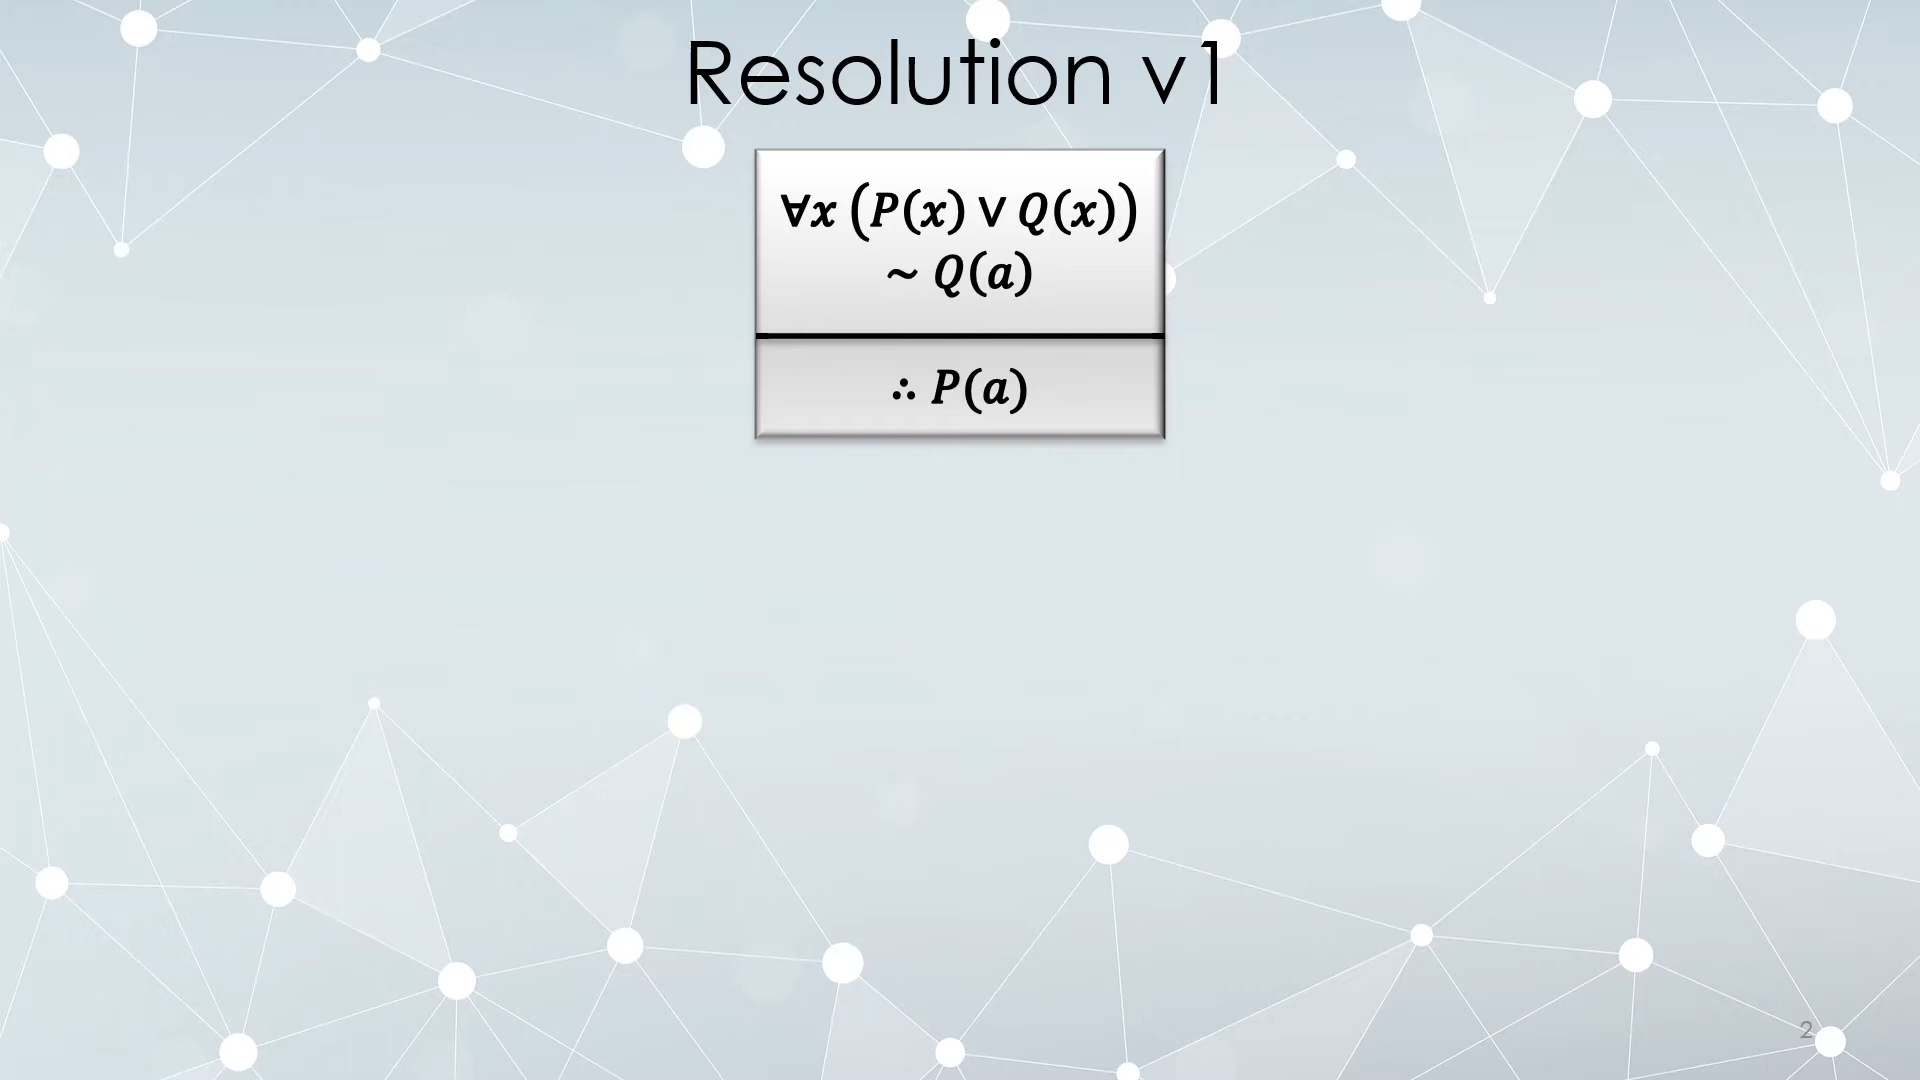 Resolution v1
∀x (P(x) ∨ Q(x))
~ Q(a)
∴ P(a)
2